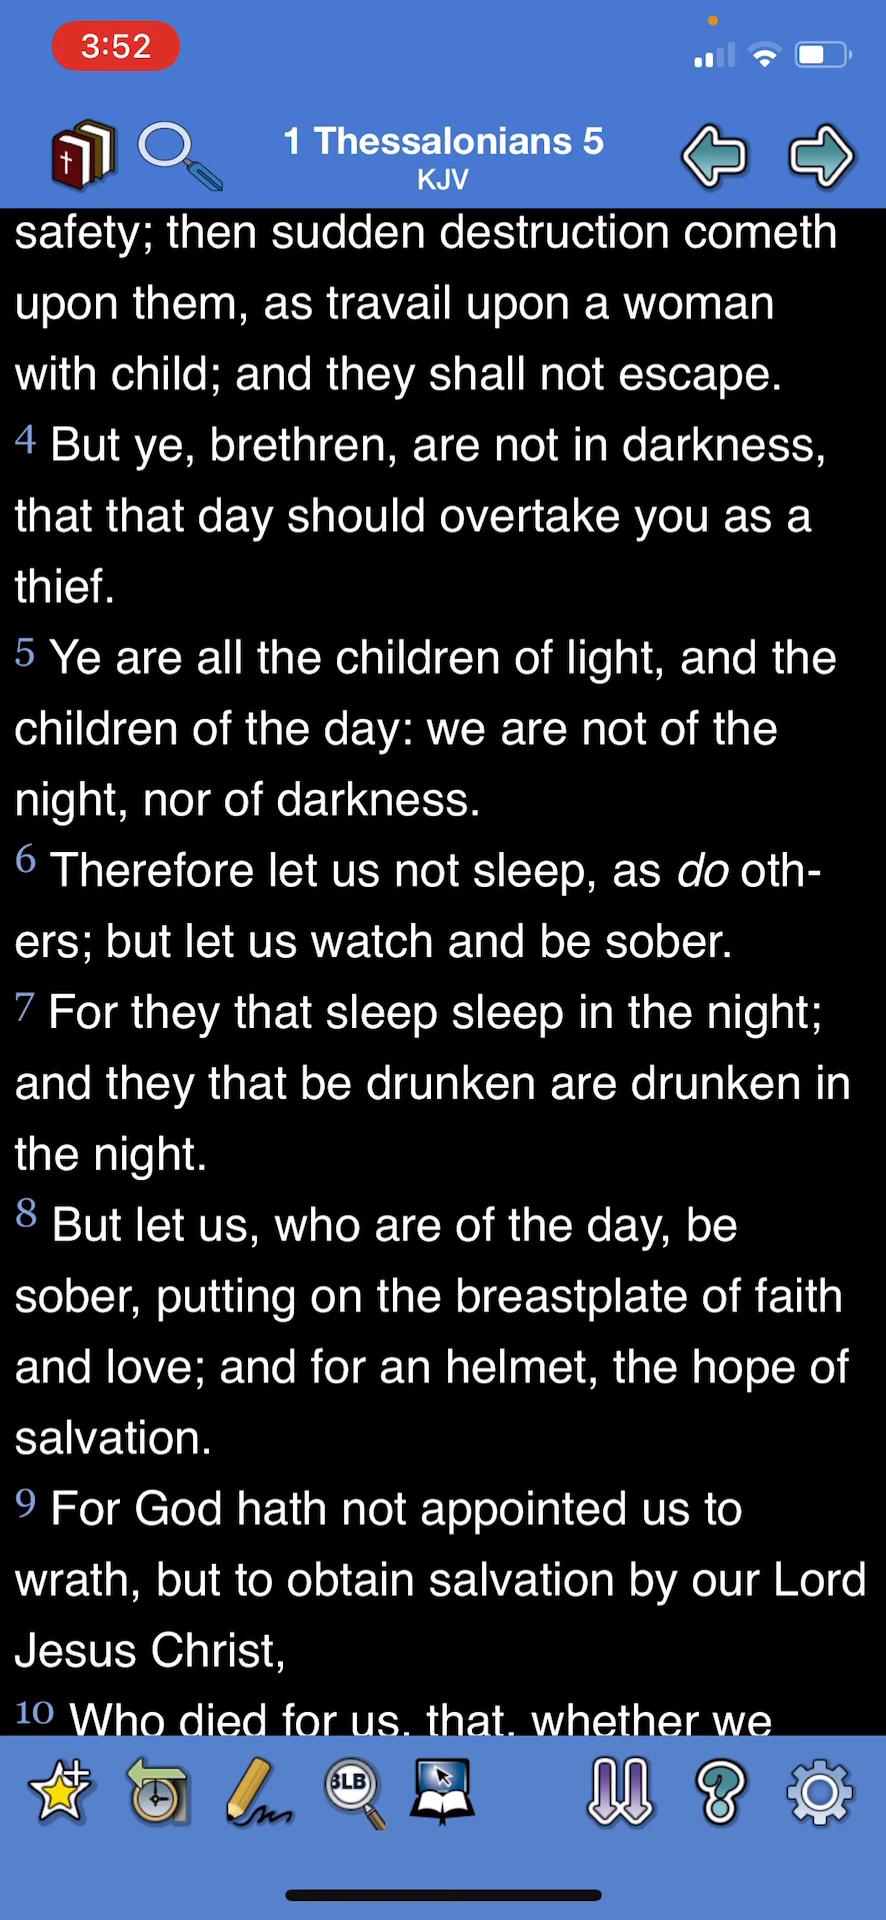 3:52
1 Thessalonians 5
KJV
safety; then sudden destruction cometh
upon them, as travail upon a woman
with child; and they shall not escape.
4 But ye, brethren, are not in darkness,
that that day should overtake you as a
thief.
5 Ye are all the children of light, and the
children of the day: we are not of the
night, nor of darkness.
6 Therefore let us not sleep, as do oth-
ers; but let us watch and be sober.
7 For they that sleep sleep in the night;
and they that be drunken are drunken in
the night.
8 But let us, who are of the day, be
sober, putting on the breastplate of faith
and love; and for an helmet, the hope of
salvation.
9 For God hath not appointed us to
wrath, but to obtain salvation by our Lord
Jesus Christ,
10 Who died for us, that, whether we
BLB